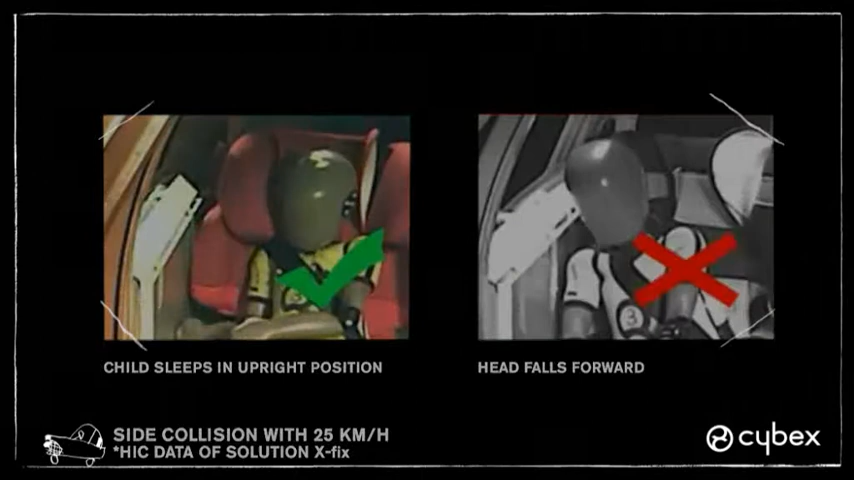 CHILD SLEEPS IN UPRIGHT POSITION
HEAD FALLS FORWARD
SIDE COLLISION WITH 25 KM/H
*HIC DATA OF SOLUTION X-fix
cybex
3